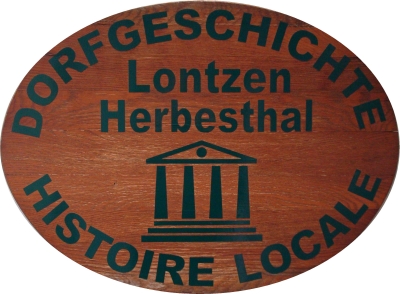 DORFGESCHICHTE
Lontzen
Herbesthal
HISTOIRE LOCALE